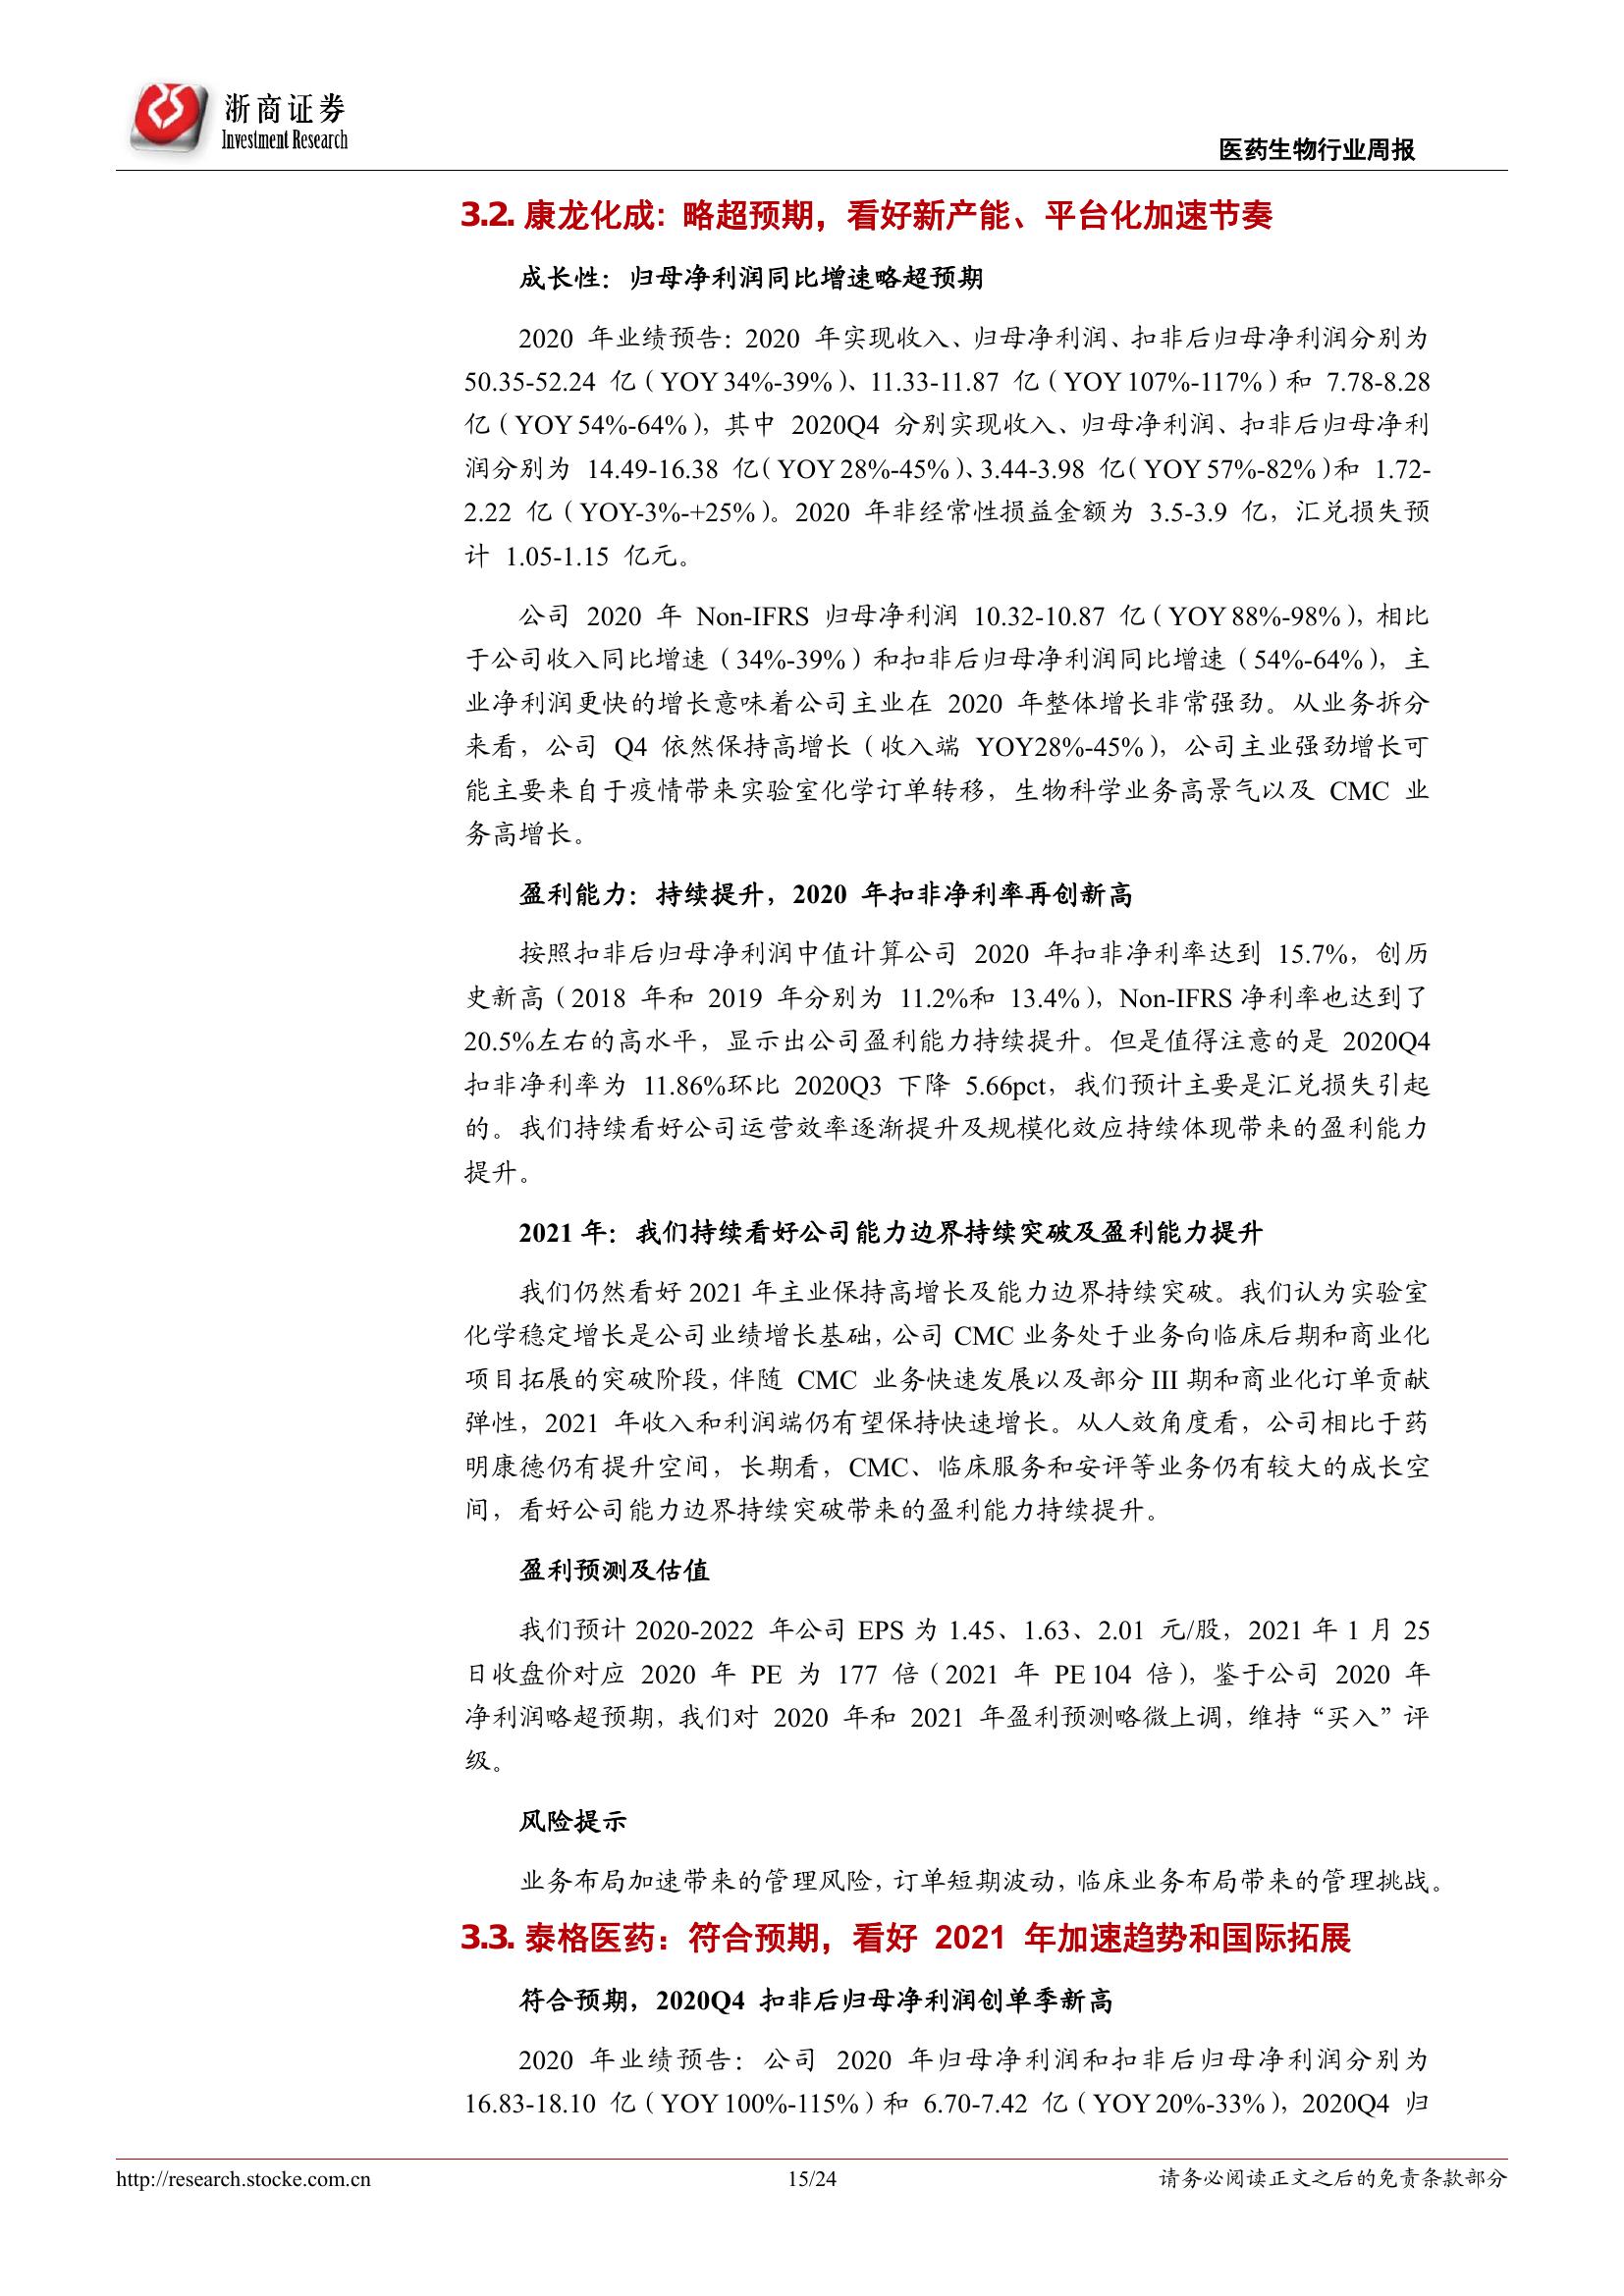 浙商证券
Investment Research
医药生物行业周报
3.2. 康龙化成：略超预期，看好新产能、平台化加速节奏
成长性：归母净利润同比增速略超预期
2020 年业绩预告：2020 年实现收入、归母净利润、扣非后归母净利润分别为
50.35-52.24 亿（YOY 34%-39%）、11.33-11.87 亿（YOY 107%-117%）和 7.78-8.28
亿（YOY 54%-64%），其中 2020Q4 分别实现收入、归母净利润、扣非后归母净利
润分别为 14.49-16.38 亿（YOY 28%-45%）、3.44-3.98 亿（YOY 57%-82%）和 1.72-
2.22 亿（YOY-3%-+25%）。2020 年非经常性损益金额为 3.5-3.9 亿，汇兑损失预
计 1.05-1.15 亿元。
公司 2020 年 Non-IFRS 归母净利润 10.32-10.87 亿（YOY 88%-98%），相比
于公司收入同比增速（34%-39%）和扣非后归母净利润同比增速（54%-64%），主
业净利润更快的增长意味着公司主业在 2020 年整体增长非常强劲。从业务拆分
来看，公司 Q4 依然保持高增长（收入端 YOY28%-45%），公司主业强劲增长可
能主要来自于疫情带来实验室化学订单转移，生物科学业务高景气以及 CMC 业
务高增长。
盈利能力：持续提升，2020 年扣非净利率再创新高
按照扣非后归母净利润中值计算公司 2020 年扣非净利率达到 15.7%，创历
史新高（2018 年和 2019 年分别为 11.2%和 13.4%），Non-IFRS 净利率也达到了
20.5%左右的高水平，显示出公司盈利能力持续提升。但是值得注意的是 2020Q4
扣非净利率为 11.86%环比 2020Q3 下降 5.66pct，我们预计主要是汇兑损失引起
的。我们持续看好公司运营效率逐渐提升及规模化效应持续体现带来的盈利能力
提升。
2021 年：我们持续看好公司能力边界持续突破及盈利能力提升
我们仍然看好 2021 年主业保持高增长及能力边界持续突破。我们认为实验室
化学稳定增长是公司业绩增长基础，公司 CMC 业务处于业务向临床后期和商业化
项目拓展的突破阶段，伴随 CMC 业务快速发展以及部分 III 期和商业化订单贡献
弹性，2021 年收入和利润端仍有望保持快速增长。从人效角度看，公司相比于药
明康德仍有提升空间，长期看，CMC、临床服务和安评等业务仍有较大的成长空
间，看好公司能力边界持续突破带来的盈利能力持续提升。
盈利预测及估值
我们预计 2020-2022 年公司 EPS 为 1.45、1.63、2.01 元/股，2021 年 1 月 25
日收盘价对应 2020 年 PE 为 177 倍（2021 年 PE 104 倍），鉴于公司 2020 年
净利润略超预期，我们对 2020 年和 2021 年盈利预测略微上调，维持“买入”评
级。
风险提示
业务布局加速带来的管理风险，订单短期波动，临床业务布局带来的管理挑战。
3.3. 泰格医药：符合预期，看好 2021 年加速趋势和国际拓展
符合预期，2020Q4 扣非后归母净利润创单季新高
2020 年业绩预告：公司 2020 年归母净利润和扣非后归母净利润分别为
16.83-18.10 亿（YOY 100%-115%）和 6.70-7.42 亿（YOY 20%-33%），2020Q4 归
http://research.stocke.com.cn
15/24
请务必阅读正文之后的免责条款部分